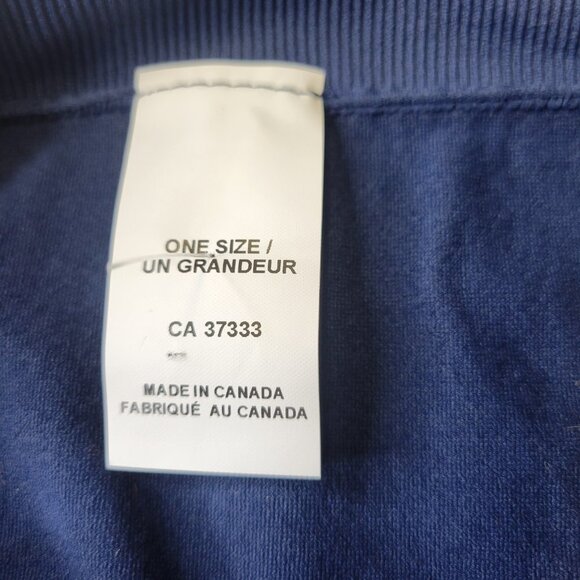 ONE SIZE /
UN GRANDEUR
CA 37333
MADE IN CANADA
FABRIQUÉ AU CANADA